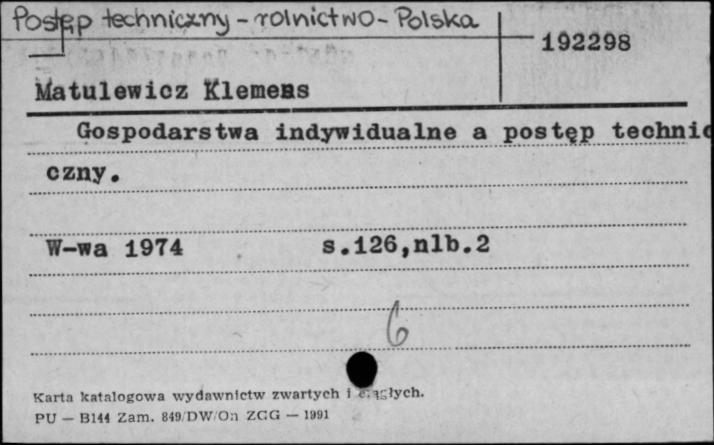 Postęp techniczny - rolnictwo - Polska
192298
Matulewicz Klemens
Gospodarstwa indywidualne a postęp technic
czny.
W-wa 1974 s.126,nlb.2
6
Karta katalogowa wydawnictw zwartych i ciągłych.
PU — B144 Zam. 849/DW/On ZCG — 1991